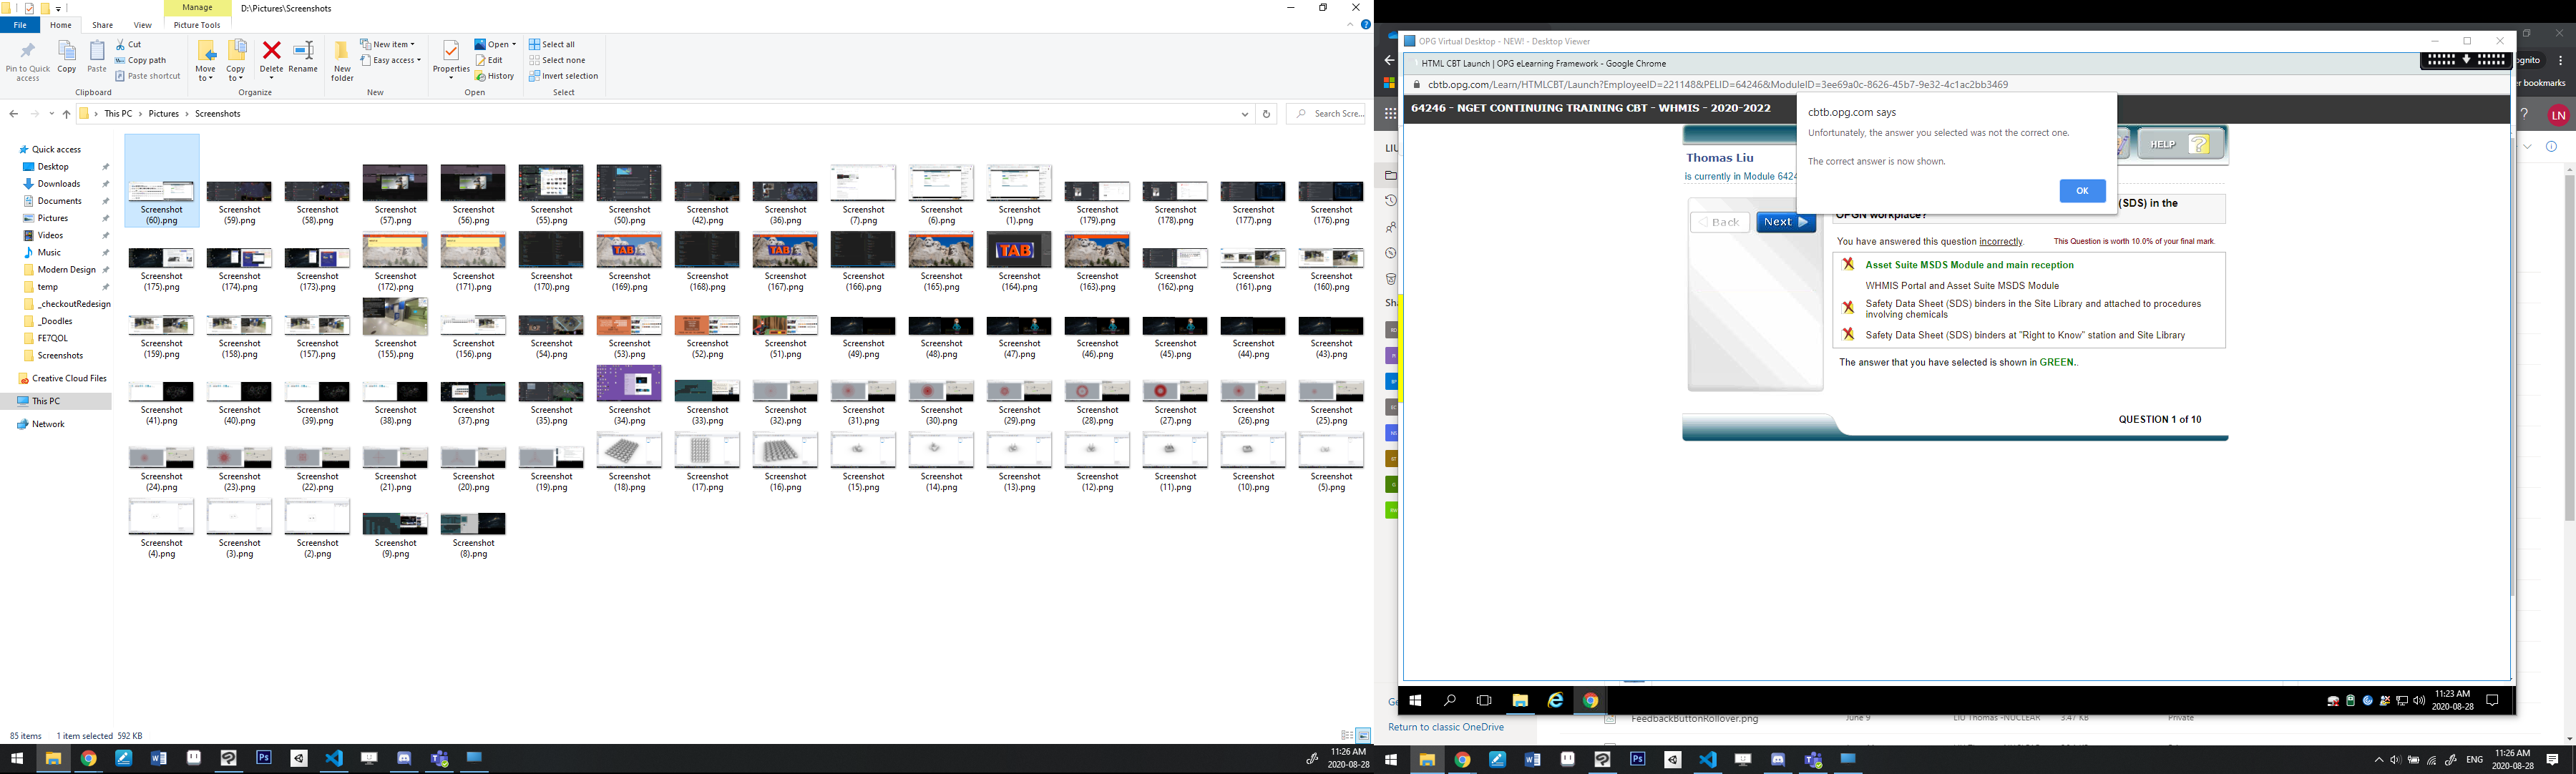 Manage
D:\Pictures\Screenshots
File
Home
Share
View
Picture Tools
Pin to Quick access
Copy
Paste
Cut
Copy path
Paste shortcut
Clipboard
Move to
Copy to
Delete
Rename
Organize
New folder
New item
Easy access
New
Properties
Open
Edit
History
Open
Select all
Select none
Invert selection
Select
This PC > Pictures > Screenshots
Search Scre...
Quick access
Desktop
Downloads
Documents
Pictures
Videos
Music
Modern Design
temp
_checkoutRedesign
_Doodles
FE7QOL
Screenshots
Creative Cloud Files
This PC
Network
Screenshot (60).png
Screenshot (59).png
Screenshot (58).png
Screenshot (57).png
Screenshot (56).png
Screenshot (55).png
Screenshot (50).png
Screenshot (42).png
Screenshot (36).png
Screenshot (7).png
Screenshot (6).png
Screenshot (1).png
Screenshot (179).png
Screenshot (178).png
Screenshot (177).png
Screenshot (176).png
TAB
TAB
TAB
Screenshot (175).png
Screenshot (174).png
Screenshot (173).png
Screenshot (172).png
Screenshot (171).png
Screenshot (170).png
Screenshot (169).png
Screenshot (168).png
Screenshot (167).png
Screenshot (166).png
Screenshot (165).png
Screenshot (164).png
Screenshot (163).png
Screenshot (162).png
Screenshot (161).png
Screenshot (160).png
Screenshot (159).png
Screenshot (158).png
Screenshot (157).png
Screenshot (155).png
Screenshot (156).png
Screenshot (54).png
Screenshot (53).png
Screenshot (52).png
Screenshot (51).png
Screenshot (49).png
Screenshot (48).png
Screenshot (47).png
Screenshot (46).png
Screenshot (45).png
Screenshot (44).png
Screenshot (43).png
Screenshot (41).png
Screenshot (40).png
Screenshot (39).png
Screenshot (38).png
Screenshot (37).png
Screenshot (35).png
Screenshot (34).png
Screenshot (33).png
Screenshot (32).png
Screenshot (31).png
Screenshot (30).png
Screenshot (29).png
Screenshot (28).png
Screenshot (27).png
Screenshot (26).png
Screenshot (25).png
Screenshot (24).png
Screenshot (23).png
Screenshot (22).png
Screenshot (21).png
Screenshot (20).png
Screenshot (19).png
Screenshot (18).png
Screenshot (17).png
Screenshot (16).png
Screenshot (15).png
Screenshot (14).png
Screenshot (13).png
Screenshot (12).png
Screenshot (11).png
Screenshot (10).png
Screenshot (5).png
Screenshot (4).png
Screenshot (3).png
Screenshot (2).png
Screenshot (9).png
Screenshot (8).png
85 items
1 item selected 592 KB
11:26 AM
2020-08-28
OPG Virtual Desktop - NEW! - Desktop Viewer
HTML CBT Launch | OPG eLearning Framework - Google Chrome
cbtb.opg.com/Learn/HTMLCBT/Launch?EmployeeID=221148&PELID=64246&ModuleID=3ee69a0c-8626-45b7-9e32-4c1ac2bb3469
64246 - NGET CONTINUING TRAINING CBT - WHMIS - 2020-2022
cbtb.opg.com says
Unfortunately, the answer you selected was not the correct one.
The correct answer is now shown.
OK
Thomas Liu
is currently in Module 6424
HELP
Back
Next
(SDS) in the
OPGN workplace?
You have answered this question incorrectly.
This Question is worth 10.0% of your final mark.
Asset Suite MSDS Module and main reception
WHMIS Portal and Asset Suite MSDS Module
Safety Data Sheet (SDS) binders in the Site Library and attached to procedures
involving chemicals
Safety Data Sheet (SDS) binders at "Right to Know" station and Site Library
The answer that you have selected is shown in GREEN..
QUESTION 1 of 10
11:23 AM
2020-08-28
ognito
r bookmarks
LN
LIU
Sha
Ge
Return to classic OneDrive
FeedbackButtonRollover.png
June 9
LIU Thomas -NUCLEAR
3.47 KB
Private
ENG
11:26 AM
2020-08-28